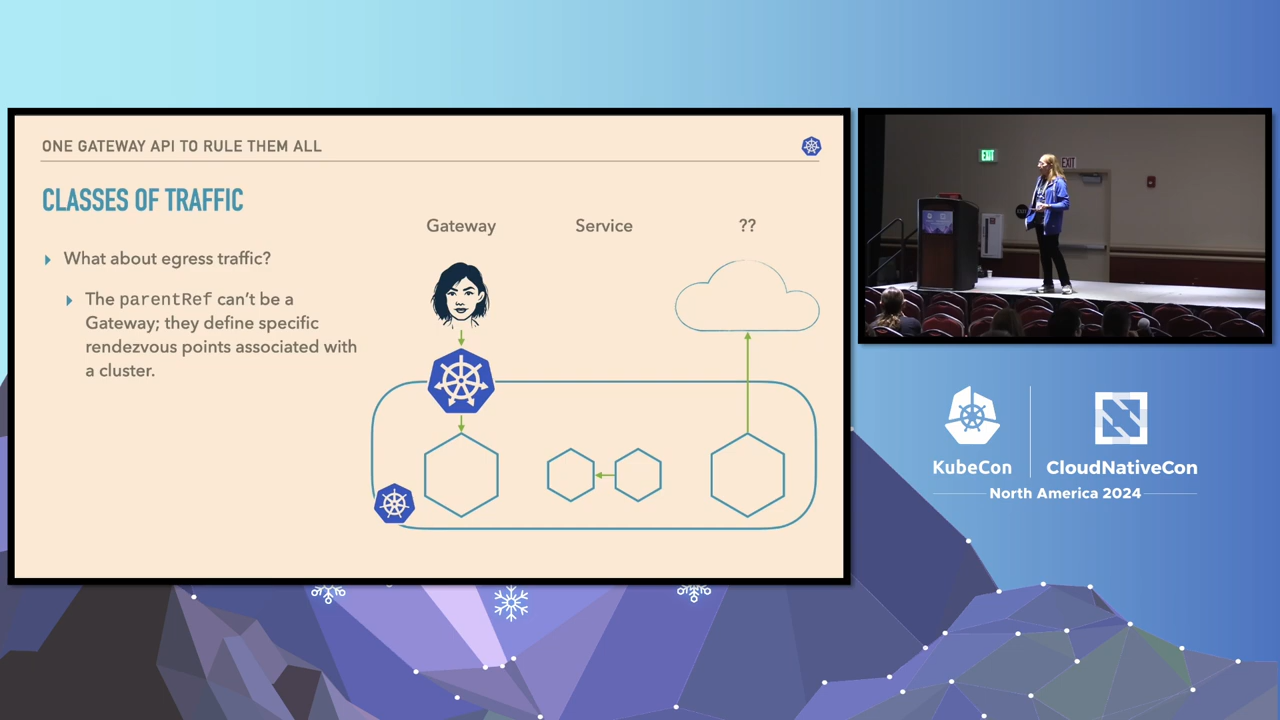 ONE GATEWAY API TO RULE THEM ALL
CLASSES OF TRAFFIC
What about egress traffic?
The parentRef can't be a
Gateway; they define specific
rendezvous points associated with
a cluster.
Gateway
Service
??
EXIT
EXIT
KubeCon
CloudNativeCon
North America 2024